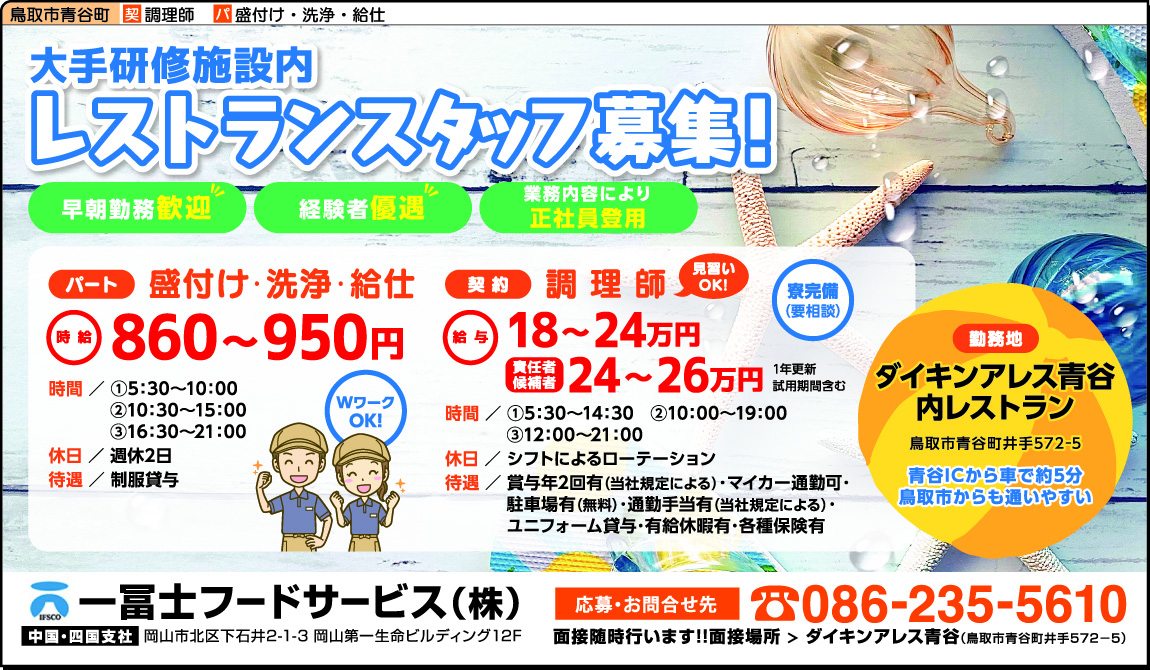 鳥取市青谷町 契 調理師 パ 盛付け・洗浄・給仕
大手研修施設内
レストランスタッフ募集!
早朝勤務歓迎
経験者優遇
業務内容により
正社員登用
パート 盛付け・洗浄・給仕
時給 860〜950円
時間 / ①5:30〜10:00
②10:30〜15:00
③16:30〜21:00
休日 / 週休2日
待遇 / 制服貸与
Wワーク
OK!
契約 調理師
見習い
OK!
給与 18〜24万円
責任者
候補者 24〜26万円
1年更新
試用期間含む
時間 / ①5:30〜14:30 ②10:00〜19:00
③12:00〜21:00
休日 / シフトによるローテーション
待遇 / 賞与年2回有(当社規定による)・マイカー通勤可・
駐車場有(無料)・通勤手当有(当社規定による)・
ユニフォーム貸与・有給休暇有・各種保険有
寮完備
(要相談)
勤務地
ダイキンアレス青谷
内レストラン
鳥取市青谷町井手572-5
青谷ICから車で約5分
鳥取市からも通いやすい
IFSCO
一冨士フードサービス(株)
中国・四国支社 岡山市北区下石井2-1-3 岡山第一生命ビルディング12F
応募・お問合せ先 ☎086-235-5610
面接随時行います!!面接場所 > ダイキンアレス青谷(鳥取市青谷町井手572−5)